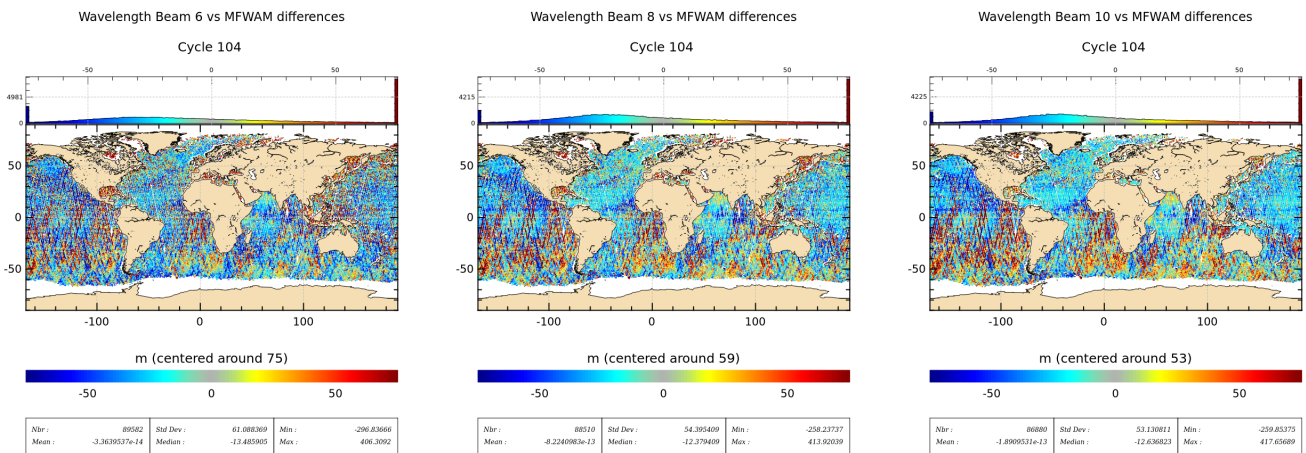 Wavelength Beam 6 vs MFWAM differences
Cycle 104
-50 0 50
4981
0
50
0
-50
-100 0 100
m (centered around 75)
-50 0 50
Nbr : 89582 Std Dev : 61.088369 Min : -296.83666
Mean : -3.3639537e-14 Median : -13.485905 Max : 406.3092
Wavelength Beam 8 vs MFWAM differences
Cycle 104
-50 0 50
4215
0
50
0
-50
-100 0 100
m (centered around 59)
-50 0 50
Nbr : 88510 Std Dev : 54.395409 Min : -258.23737
Mean : -8.2240983e-13 Median : -12.379409 Max : 413.92039
Wavelength Beam 10 vs MFWAM differences
Cycle 104
-50 0 50
4225
0
50
0
-50
-100 0 100
m (centered around 53)
-50 0 50
Nbr : 86880 Std Dev : 53.130811 Min : -259.85375
Mean : -1.8909531e-13 Median : -12.636823 Max : 417.65689